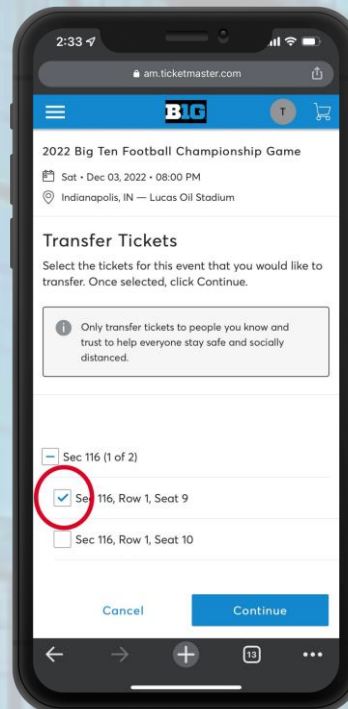 2:33
am.ticketmaster.com
B1G
T
2022 Big Ten Football Championship Game
Sat • Dec 03, 2022 • 08:00 PM
Indianapolis, IN — Lucas Oil Stadium
Transfer Tickets
Select the tickets for this event that you would like to
transfer. Once selected, click Continue.
Only transfer tickets to people you know and
trust to help everyone stay safe and socially
distanced.
Sec 116 (1 of 2)
Sec 116, Row 1, Seat 9
Sec 116, Row 1, Seat 10
Cancel
Continue
13